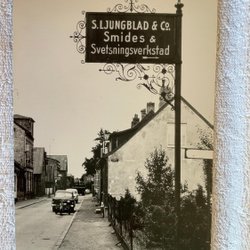 S. LJUNGBLAD & Co.
Smides &
Svetsningsverkstad